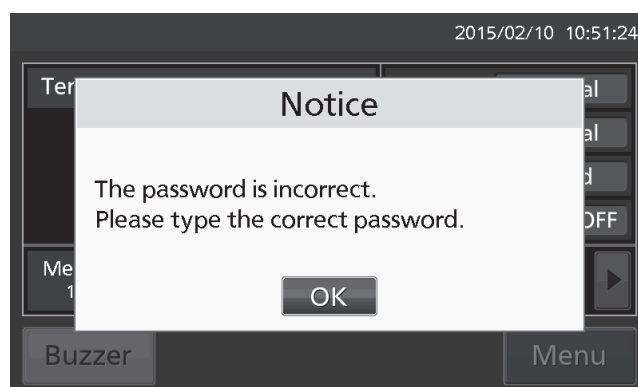 2015/02/10 10:51:24
Notice
The password is incorrect.
Please type the correct password.
OK
OFF
Buzzer
Menu